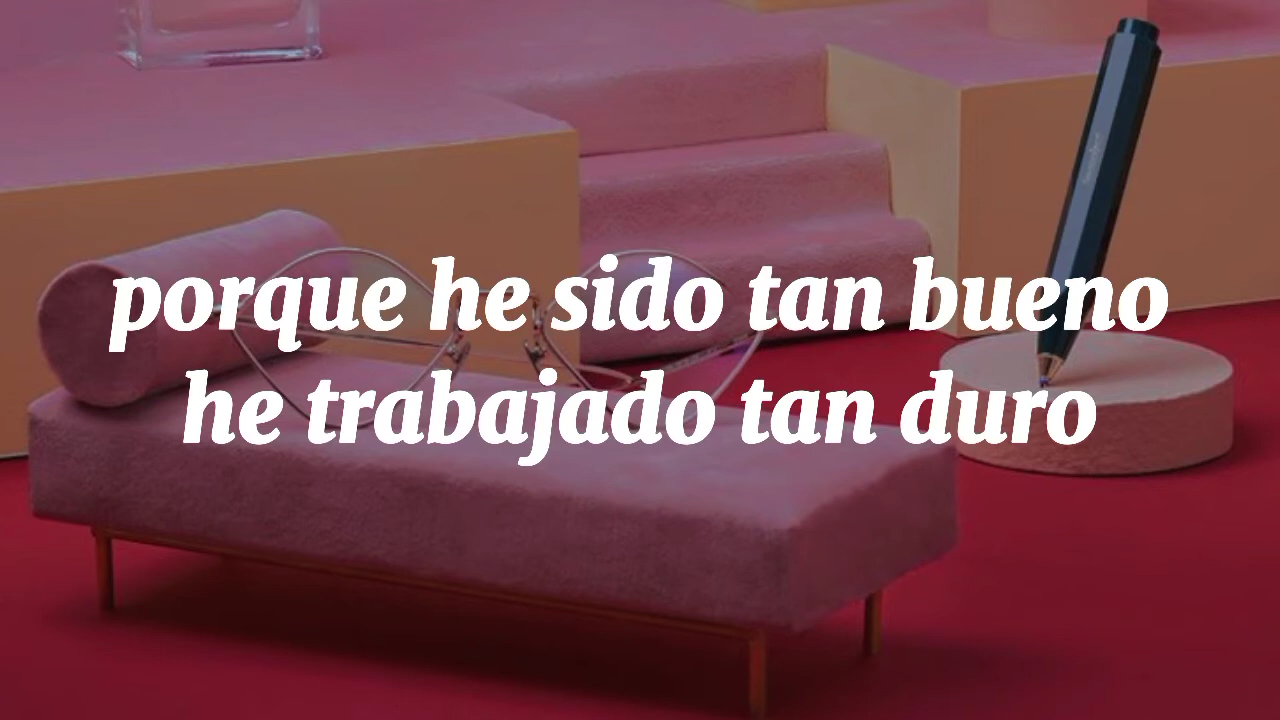 porque he sido tan bueno
he trabajado tan duro